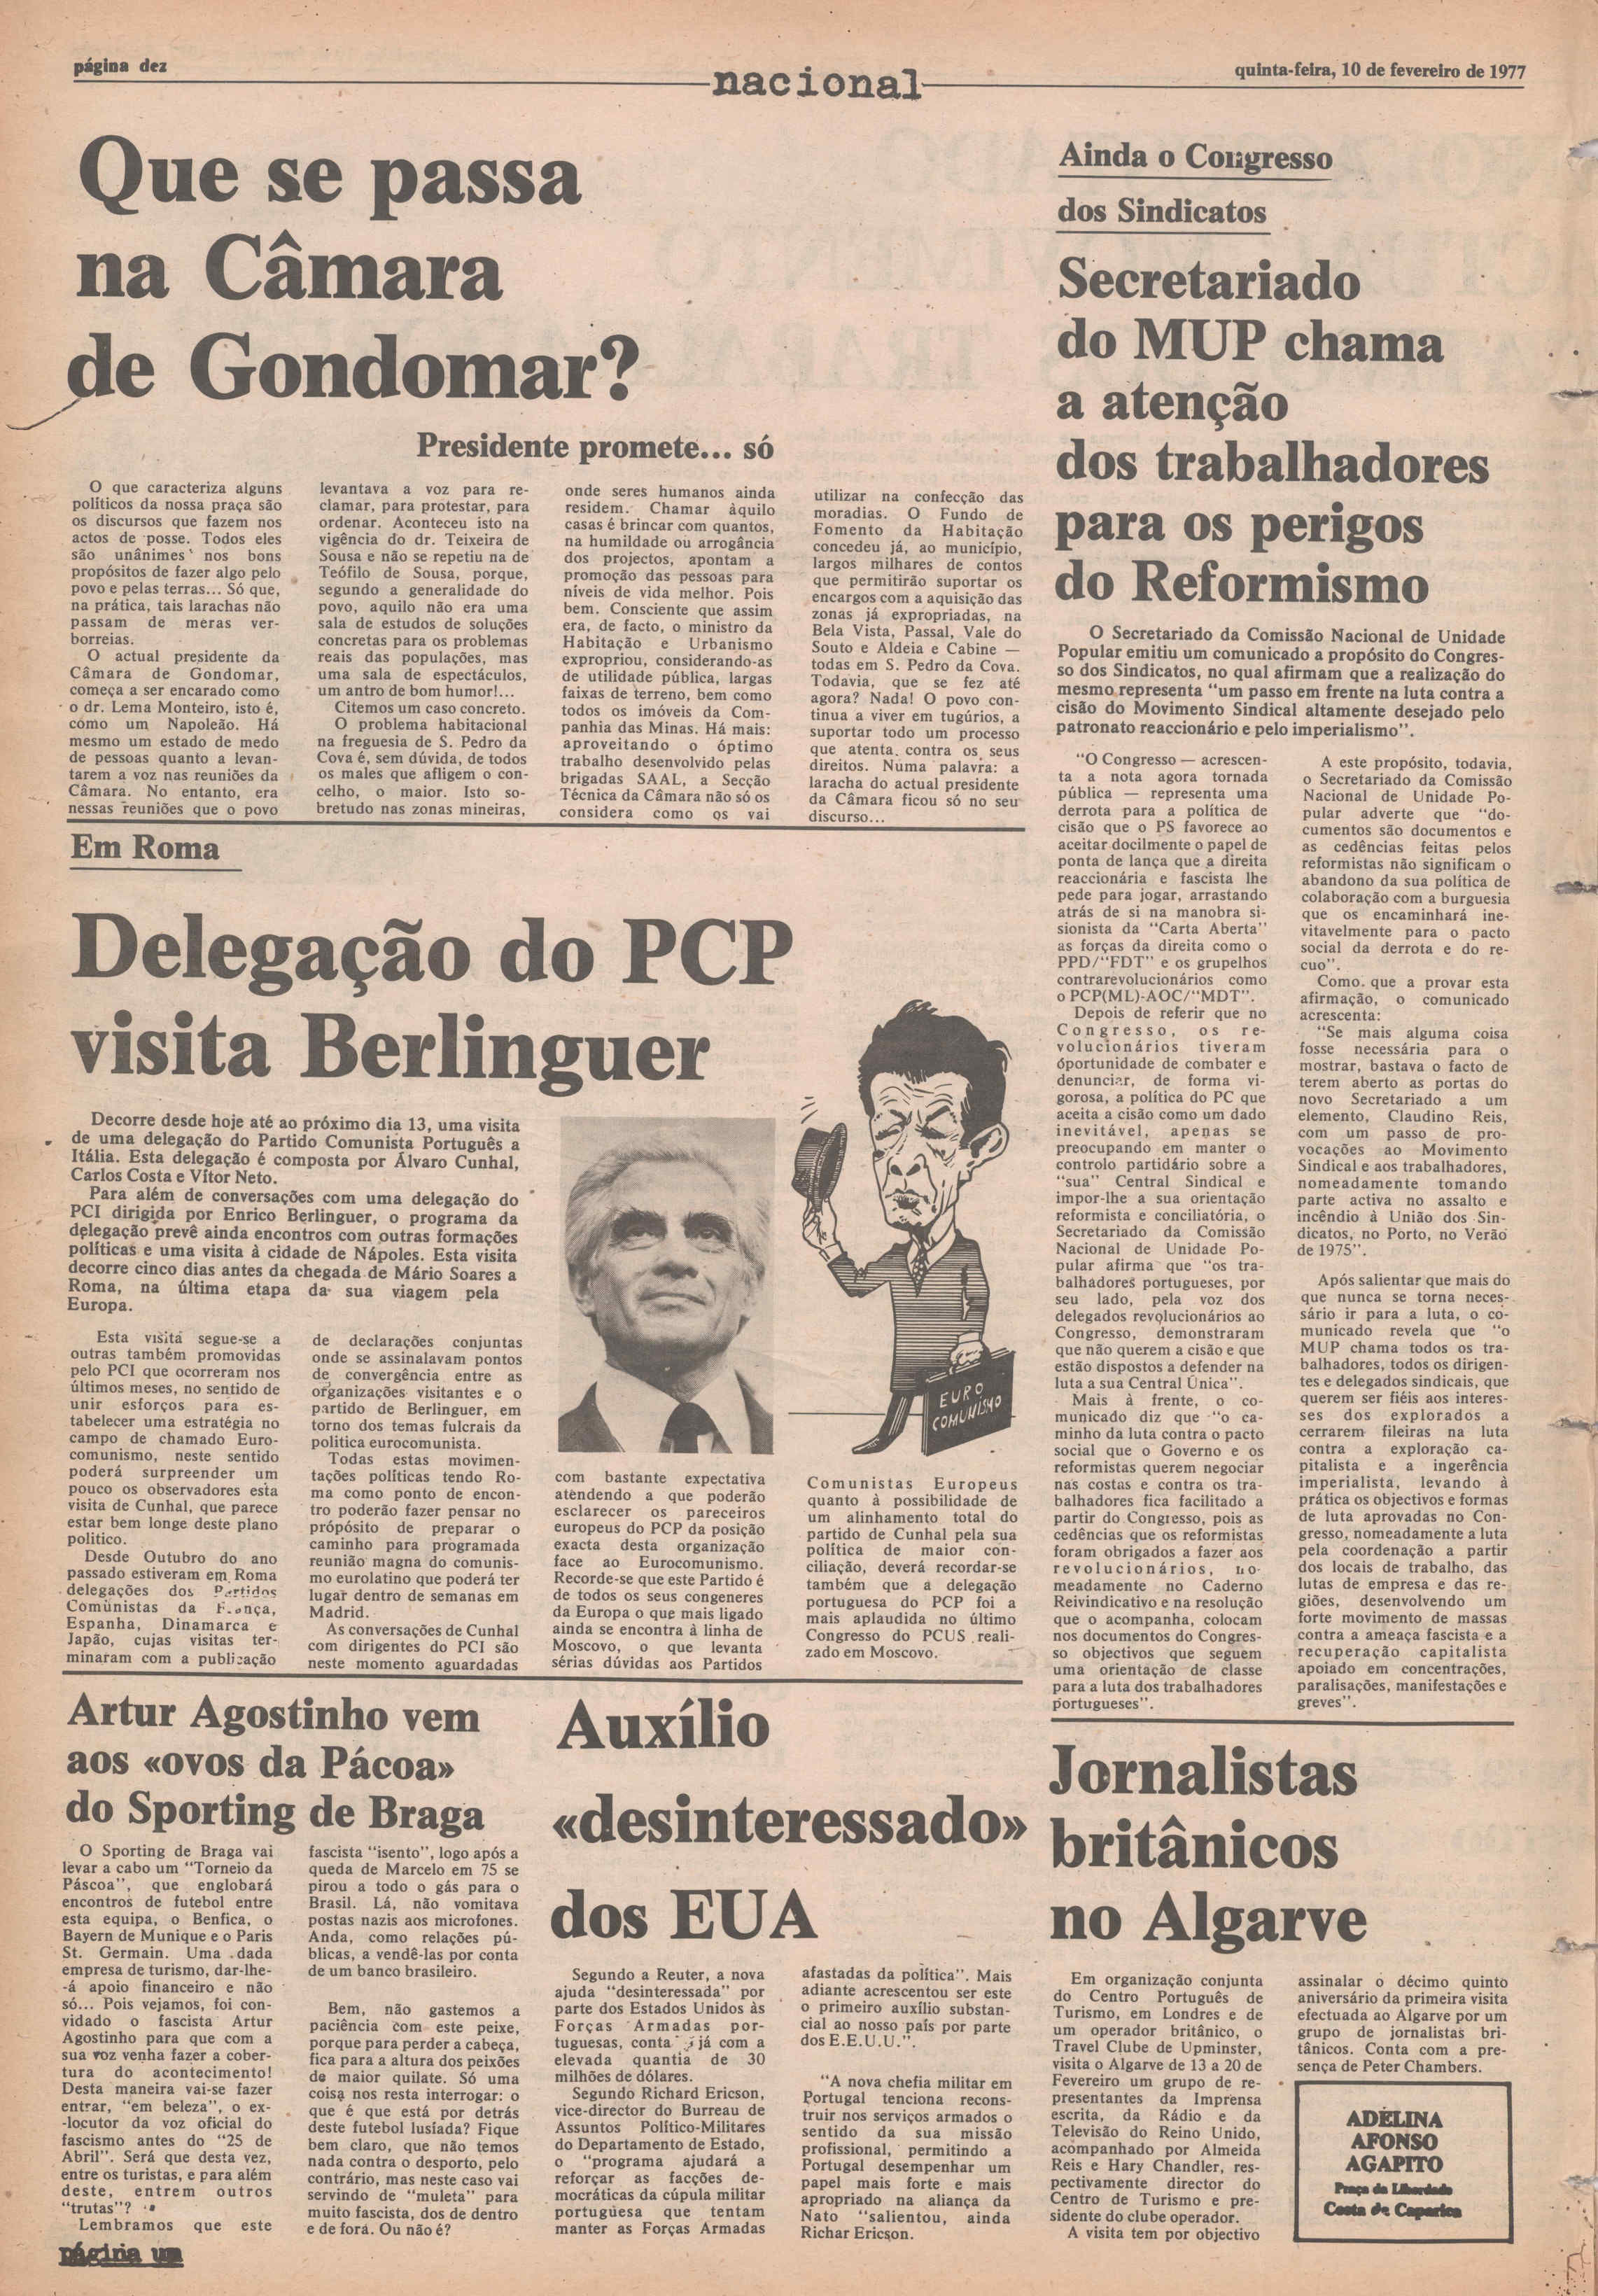 página dez
nacional
quinta-feira, 10 de fevereiro de 1977
Que se passa
na Câmara
de Gondomar?
Presidente promete... só
O que caracteriza alguns
políticos da nossa praça são
os discursos que fazem nos
actos de posse. Todos eles
são unânimes nos bons
propósitos de fazer algo pelo
povo e pelas terras... Só que,
na prática, tais larachas não
passam de meras ver-
borreias.
O actual presidente da
Câmara de Gondomar,
começa a ser encarado como
o dr. Lema Monteiro, isto é,
como um Napoleão. Há
mesmo um estado de medo
de pessoas quanto a levan-
tarem a voz nas reuniões da
Câmara. No entanto, era
nessas reuniões que o povo
levantava a voz para re-
clamar, para protestar, para
ordenar. Aconteceu isto na
vigência do dr. Teixeira de
Sousa e não se repetiu na de
Teófilo de Sousa, porque,
segundo a generalidade do
povo, aquilo não era uma
sala de estudos de soluções
concretas para os problemas
reais das populações, mas
uma sala de espectáculos,
um antro de bom humor!...
Citemos um caso concreto.
O problema habitacional
na freguesia de S. Pedro da
Cova é, sem dúvida, de todos
os males que afligem o con-
celho, o maior. Isto so-
bretudo nas zonas mineiras,
onde seres humanos ainda
residem. Chamar àquilo
casas é brincar com quantos,
na humildade ou arrogância
dos projectos, apontam a
promoção das pessoas para
níveis de vida melhor. Pois
bem. Consciente que assim
era, de facto, o ministro da
Habitação e Urbanismo
expropriou, considerando-as
de utilidade pública, largas
faixas de terreno, bem como
todos os imóveis da Com-
panhia das Minas. Há mais:
aproveitando o óptimo
trabalho desenvolvido pelas
brigadas SAAL, a Secção
Técnica da Câmara não só os
considera como os vai
utilizar na confecção das
moradias. O Fundo de
Fomento da Habitação
concedeu já, ao município,
largos milhares de contos
que permitirão suportar os
encargos com a aquisição das
zonas já expropriadas, na
Bela Vista, Passal, Vale do
Souto e Aldeia e Cabine —
todas em S. Pedro da Cova.
Todavia, que se fez até
agora? Nada! O povo con-
tinua a viver em tugúrios, a
suportar todo um processo
que atenta contra os seus
direitos. Numa palavra: a
laracha do actual presidente
da Câmara ficou só no seu
discurso...
Em Roma
Delegação do PCP
visita Berlinguer
Decorre desde hoje até ao próximo dia 13, uma visita
de uma delegação do Partido Comunista Português a
Itália. Esta delegação é composta por Álvaro Cunhal,
Carlos Costa e Vítor Neto.
Para além de conversações com uma delegação do
PCI dirigida por Enrico Berlinguer, o programa da
delegação prevê ainda encontros com outras formações
políticas e uma visita à cidade de Nápoles. Esta visita
decorre cinco dias antes da chegada de Mário Soares a
Roma, na última etapa da sua viagem pela
Europa.
Esta visita segue-se a
outras também promovidas
pelo PCI que ocorreram nos
últimos meses, no sentido de
unir esforços para es-
tabelecer uma estratégia no
campo de chamado Euro-
comunismo, neste sentido
poderá surpreender um
pouco os observadores esta
visita de Cunhal, que parece
estar bem longe deste plano
politico.
Desde Outubro do ano
passado estiveram em Roma
delegações dos Partidos
Comunistas da França,
Espanha, Dinamarca e
Japão, cujas visitas ter-
minaram com a publicação
de declarações conjuntas
onde se assinalavam pontos
de convergência entre as
organizações visitantes e o
partido de Berlinguer, em
torno dos temas fulcrais da
politica eurocomunista.
Todas estas movimen-
tações políticas tendo Ro-
ma como ponto de encon-
tro poderão fazer pensar no
própósito de preparar o
caminho para programada
reunião magna do comunis-
mo eurolatino que poderá ter
lugar dentro de semanas em
Madrid.
As conversações de Cunhal
com dirigentes do PCI são
neste momento aguardadas
EURO
COMUNISMO
com bastante expectativa
atendendo a que poderão
esclarecer os pareceiros
europeus do PCP da posição
exacta desta organização
face ao Eurocomunismo.
Recorde-se que este Partido é
de todos os seus congeneres
da Europa o que mais ligado
ainda se encontra à linha de
Moscovo, o que levanta
sérias dúvidas aos Partidos
Comunistas Europeus
quanto à possibilidade de
um alinhamento total do
partido de Cunhal pela sua
política de maior con-
ciliação, deverá recordar-se
também que a delegação
portuguesa do PCP foi a
mais aplaudida no último
Congresso do PCUS reali-
zado em Moscovo.
Ainda o Congresso
dos Sindicatos
Secretariado
do MUP chama
a atenção
dos trabalhadores
para os perigos
do Reformismo
O Secretariado da Comissão Nacional de Unidade
Popular emitiu um comunicado a propósito do Congres-
so dos Sindicatos, no qual afirmam que a realização do
mesmo representa "um passo em frente na luta contra a
cisão do Movimento Sindical altamente desejado pelo
patronato reaccionário e pelo imperialismo".
"O Congresso — acrescen-
ta a nota agora tornada
pública — representa uma
derrota para a política de
cisão que o PS favorece ao
aceitar docilmente o papel de
ponta de lança que a direita
reaccionária e fascista lhe
pede para jogar, arrastando
atrás de si na manobra si-
sionista da "Carta Aberta"
as forças da direita como o
PPD/"FDT" e os grupelhos
contrarevolucionários como
o PCP(ML)-AOC/"MDT".
Depois de referir que no
Congresso, os re-
volucionários tiveram
óportunidade de combater e
denunciar, de forma vi-
gorosa, a política do PC que
aceita a cisão como um dado
inevitável, apenas se
preocupando em manter o
controlo partidário sobre a
"sua" Central Sindical e
impor-lhe a sua orientação
reformista e conciliatória, o
Secretariado da Comissão
Nacional de Unidade Po-
pular afirma que "os tra-
balhadores portugueses, por
seu lado, pela voz dos
delegados revolucionários ao
Congresso, demonstraram
que não querem a cisão e que
estão dispostos a defender na
luta a sua Central Única".
Mais à frente, o co-
municado diz que "o ca-
minho da luta contra o pacto
social que o Governo e os
reformistas querem negociar
nas costas e contra os tra-
balhadores fica facilitado a
partir do Congresso, pois as
cedências que os reformistas
foram obrigados a fazer aos
revolucionários, no-
meadamente no Caderno
Reivindicativo e na resolução
que o acompanha, colocam
nos documentos do Congres-
so objectivos que seguem
uma orientação de classe
para a luta dos trabalhadores
portugueses".
A este propósito, todavia,
o Secretariado da Comissão
Nacional de Unidade Po-
pular adverte que "do-
cumentos são documentos e
as cedências feitas pelos
reformistas não significam o
abandono da sua política de
colaboração com a burguesia
que os encaminhará ine-
vitavelmente para o pacto
social da derrota e do re-
cuo".
Como que a provar esta
afirmação, o comunicado
acrescenta:
"Se mais alguma coisa
fosse necessária para o
mostrar, bastava o facto de
terem aberto as portas do
novo Secretariado a um
elemento, Claudino Reis,
com um passo de pro-
vocações ao Movimento
Sindical e aos trabalhadores,
nomeadamente tomando
parte activa no assalto e
incêndio à União dos Sin-
dicatos, no Porto, no Verão
de 1975".
Após salientar que mais do
que nunca se torna neces-
sário ir para a luta, o co-
municado revela que "o
MUP chama todos os tra-
balhadores, todos os dirigen-
tes e delegados sindicais, que
querem ser fiéis aos interes-
ses dos explorados a
cerrarem fileiras na luta
contra a exploração ca-
pitalista e a ingerência
imperialista, levando à
prática os objectivos e formas
de luta aprovadas no Con-
gresso, nomeadamente a luta
pela coordenação a partir
dos locais de trabalho, das
lutas de empresa e das re-
giões, desenvolvendo um
forte movimento de massas
contra a ameaça fascista e a
recuperação capitalista
apoiado em concentrações,
paralisações, manifestações e
greves".
Artur Agostinho vem
aos «ovos da Pácoa»
do Sporting de Braga
O Sporting de Braga vai
levar a cabo um "Torneio da
Páscoa", que englobará
encontros de futebol entre
esta equipa, o Benfica, o
Bayern de Munique e o Paris
St. Germain. Uma dada
empresa de turismo, dar-lhe-
-á apoio financeiro e não
só... Pois vejamos, foi con-
vidado o fascista Artur
Agostinho para que com a
sua voz venha fazer a cober-
tura do acontecimento!
Desta maneira vai-se fazer
entrar, "em beleza", o ex-
-locutor da voz oficial do
fascismo antes do "25 de
Abril". Será que desta vez,
entre os turistas, e para além
deste, entrem outros
"trutas"?
Lembramos que este
fascista "isento", logo após a
queda de Marcelo em 75 se
pirou a todo o gás para o
Brasil. Lá, não vomitava
postas nazis aos microfones.
Anda, como relações pú-
blicas, a vendê-las por conta
de um banco brasileiro.
Bem, não gastemos a
paciência com este peixe,
porque para perder a cabeça,
fica para a altura dos peixões
de maior quilate. Só uma
coisa nos resta interrogar: o
que é que está por detrás
deste futebol lusíada? Fique
bem claro, que não temos
nada contra o desporto, pelo
contrário, mas neste caso vai
servindo de "muleta" para
muito fascista, dos de dentro
e de forá. Ou não é?
Auxílio
«desinteressado»
dos EUA
Segundo a Reuter, a nova
ajuda "desinteressada" por
parte dos Estados Unidos às
Forças Armadas por-
tuguesas, conta já com a
elevada quantia de 30
milhões de dólares.
Segundo Richard Ericson,
vice-director do Burreau de
Assuntos Político-Militares
do Departamento de Estado,
o "programa ajudará a
reforçar as facções de-
mocráticas da cúpula militar
portuguesa que tentam
manter as Forças Armadas
afastadas da política". Mais
adiante acrescentou ser este
o primeiro auxílio substan-
cial ao nosso país por parte
dos E.E.U.U.".
"A nova chefia militar em
Portugal tenciona recons-
truir nos serviços armados o
sentido da sua missão
profissional, permitindo a
Portugal desempenhar um
papel mais forte e mais
apropriado na aliança da
Nato "salientou, ainda
Richar Ericson.
Jornalistas
britânicos
no Algarve
Em organização conjunta
do Centro Português de
Turismo, em Londres e de
um operador britânico, o
Travel Clube de Upminster,
visita o Algarve de 13 a 20 de
Fevereiro um grupo de re-
presentantes da Imprensa
escrita, da Rádio e da
Televisão do Reino Unido,
acompanhado por Almeida
Reis e Hary Chandler, res-
pectivamente director do
Centro de Turismo e pre-
sidente do clube operador.
A visita tem por objectivo
assinalar o décimo quinto
aniversário da primeira visita
efectuada ao Algarve por um
grupo de jornalistas bri-
tânicos. Conta com a pre-
sença de Peter Chambers.
ADELINA
AFONSO
AGAPITO
Praça da Liberdade
Costa de Caparica
página um